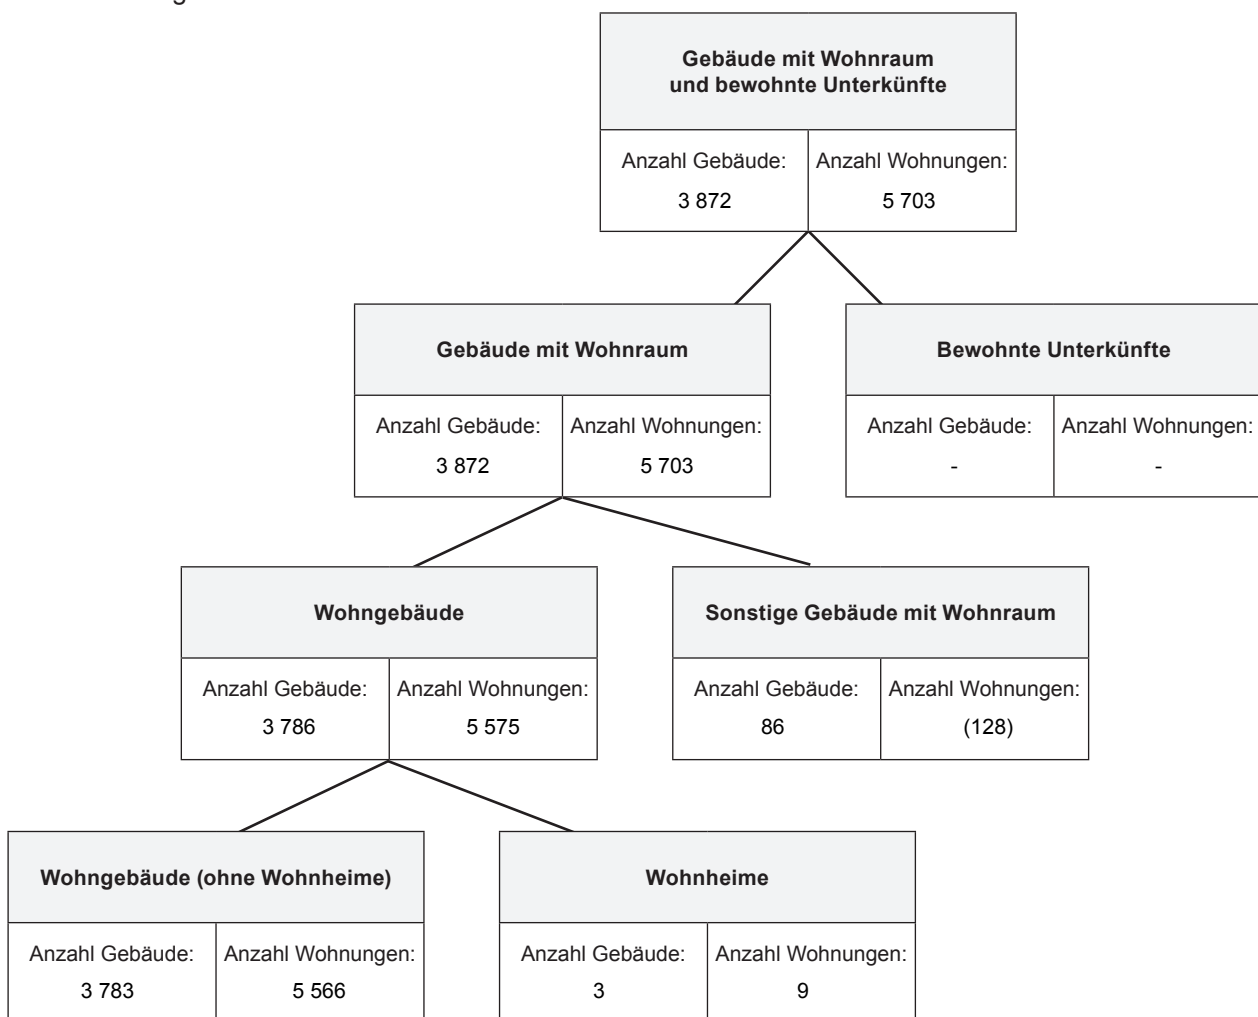 g
Gebäude mit Wohnraum
und bewohnte Unterkünfte
Anzahl Gebäude: Anzahl Wohnungen:
3 872 5 703
Gebäude mit Wohnraum
Anzahl Gebäude: Anzahl Wohnungen:
3 872 5 703
Bewohnte Unterkünfte
Anzahl Gebäude: Anzahl Wohnungen:
- -
Wohngebäude
Anzahl Gebäude: Anzahl Wohnungen:
3 786 5 575
Sonstige Gebäude mit Wohnraum
Anzahl Gebäude: Anzahl Wohnungen:
86 (128)
Wohngebäude (ohne Wohnheime)
Anzahl Gebäude: Anzahl Wohnungen:
3 783 5 566
Wohnheime
Anzahl Gebäude: Anzahl Wohnungen:
3 9